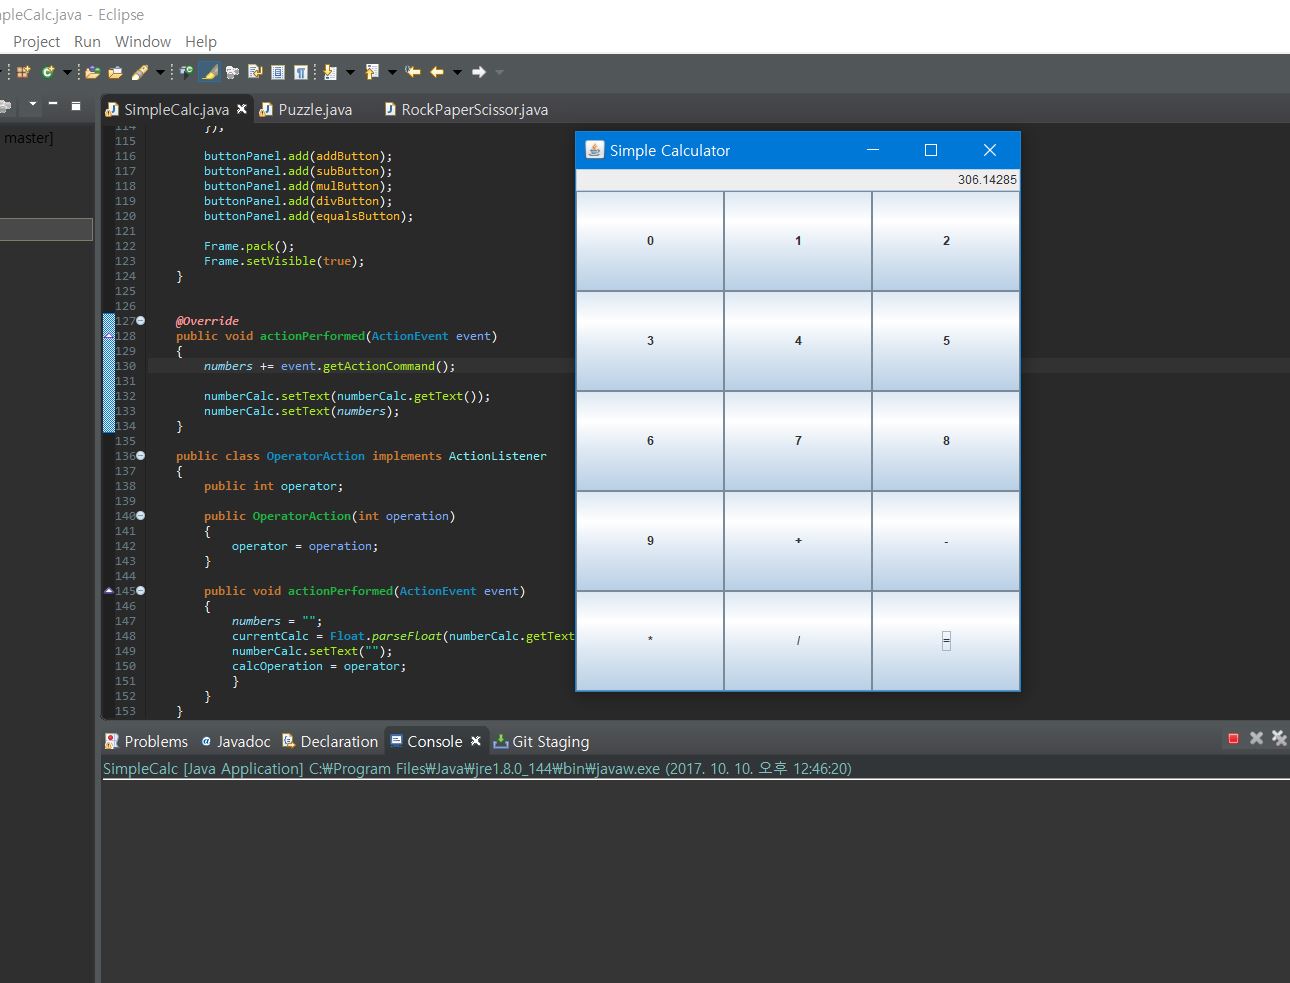 pleCalc.java - Eclipse
Project Run Window Help
master]
SimpleCalc.java Puzzle.java RockPaperScissor.java
114 });
115
116 buttonPanel.add(addButton);
117 buttonPanel.add(subButton);
118 buttonPanel.add(mulButton);
119 buttonPanel.add(divButton);
120 buttonPanel.add(equalsButton);
121
122 Frame.pack();
123 Frame.setVisible(true);
124 }
125
126
127 @Override
128 public void actionPerformed(ActionEvent event)
129 {
130 numbers += event.getActionCommand();
131
132 numberCalc.setText(numberCalc.getText());
133 numberCalc.setText(numbers);
134 }
135
136 public class OperatorAction implements ActionListener
137 {
138 public int operator;
139
140 public OperatorAction(int operation)
141 {
142 operator = operation;
143 }
144
145 public void actionPerformed(ActionEvent event)
146 {
147 numbers = "";
148 currentCalc = Float.parseFloat(numberCalc.getText
149 numberCalc.setText("");
150 calcOperation = operator;
151 }
152 }
153 }
Simple Calculator
306.14285
0 1 2
3 4 5
6 7 8
9 + -
* / =
Problems @ Javadoc Declaration Console Git Staging
SimpleCalc [Java Application] C:₩Program Files₩Java₩jre1.8.0_144₩bin₩javaw.exe (2017. 10. 10. 오후 12:46:20)